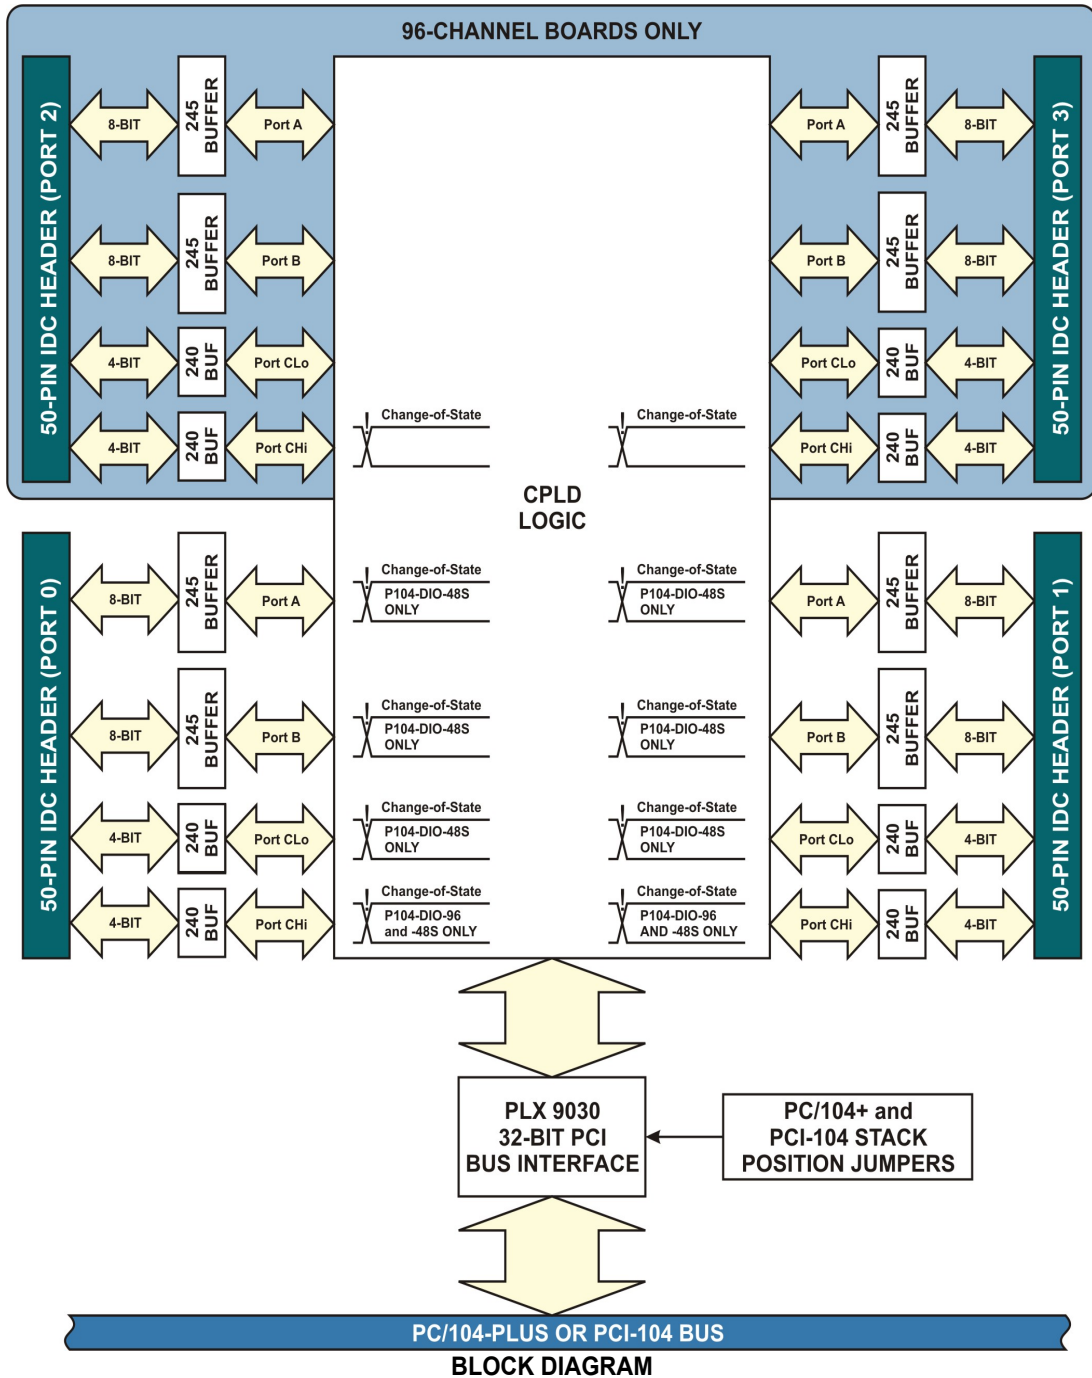 96-CHANNEL BOARDS ONLY
50-PIN IDC HEADER (PORT 2)
8-BIT
245
BUFFER
Port A
8-BIT
245
BUFFER
Port B
4-BIT
240
BUF
Port CLo
4-BIT
240
BUF
Port CHi
Port A
245
BUFFER
8-BIT
Port B
245
BUFFER
8-BIT
Port CLo
240
BUF
4-BIT
Port CHi
240
BUF
4-BIT
50-PIN IDC HEADER (PORT 3)
! Change-of-State
! Change-of-State
CPLD
LOGIC
50-PIN IDC HEADER (PORT 0)
8-BIT
245
BUFFER
Port A
! Change-of-State
P104-DIO-48S
ONLY
8-BIT
245
BUFFER
Port B
! Change-of-State
P104-DIO-48S
ONLY
4-BIT
240
BUF
Port CLo
! Change-of-State
P104-DIO-48S
ONLY
4-BIT
240
BUF
Port CHi
! Change-of-State
P104-DIO-96
and -48S ONLY
! Change-of-State
P104-DIO-48S
ONLY
Port A
245
BUFFER
8-BIT
! Change-of-State
P104-DIO-48S
ONLY
Port B
245
BUFFER
8-BIT
! Change-of-State
P104-DIO-48S
ONLY
Port CLo
240
BUF
4-BIT
! Change-of-State
P104-DIO-96
AND -48S ONLY
Port CHi
240
BUF
4-BIT
50-PIN IDC HEADER (PORT 1)
PLX 9030
32-BIT PCI
BUS INTERFACE
PC/104+ and
PCI-104 STACK
POSITION JUMPERS
PC/104-PLUS OR PCI-104 BUS
BLOCK DIAGRAM